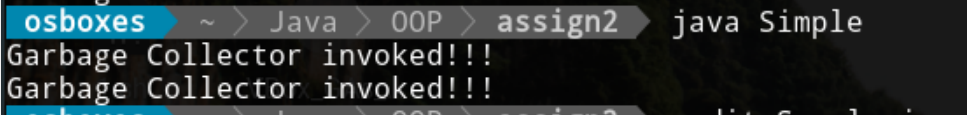 osboxes ~ Java OOP assign2 java Simple
Garbage Collector invoked!!!
Garbage Collector invoked!!!